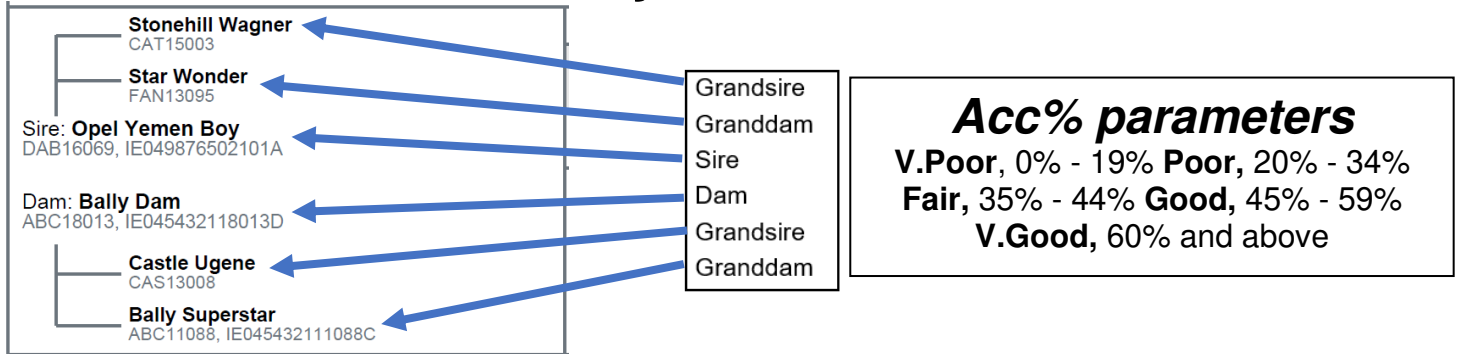 Stonehill Wagner
CAT15003
Star Wonder
FAN13095
Sire: Opel Yemen Boy
DAB16069, IE049876502101A
Dam: Bally Dam
ABC18013, IE045432118013D
Castle Ugene
CAS13008
Bally Superstar
ABC11088, IE045432111088C
Grandsire
Granddam
Sire
Dam
Grandsire
Granddam
Acc% parameters
V.Poor, 0% - 19% Poor, 20% - 34%
Fair, 35% - 44% Good, 45% - 59%
V.Good, 60% and above